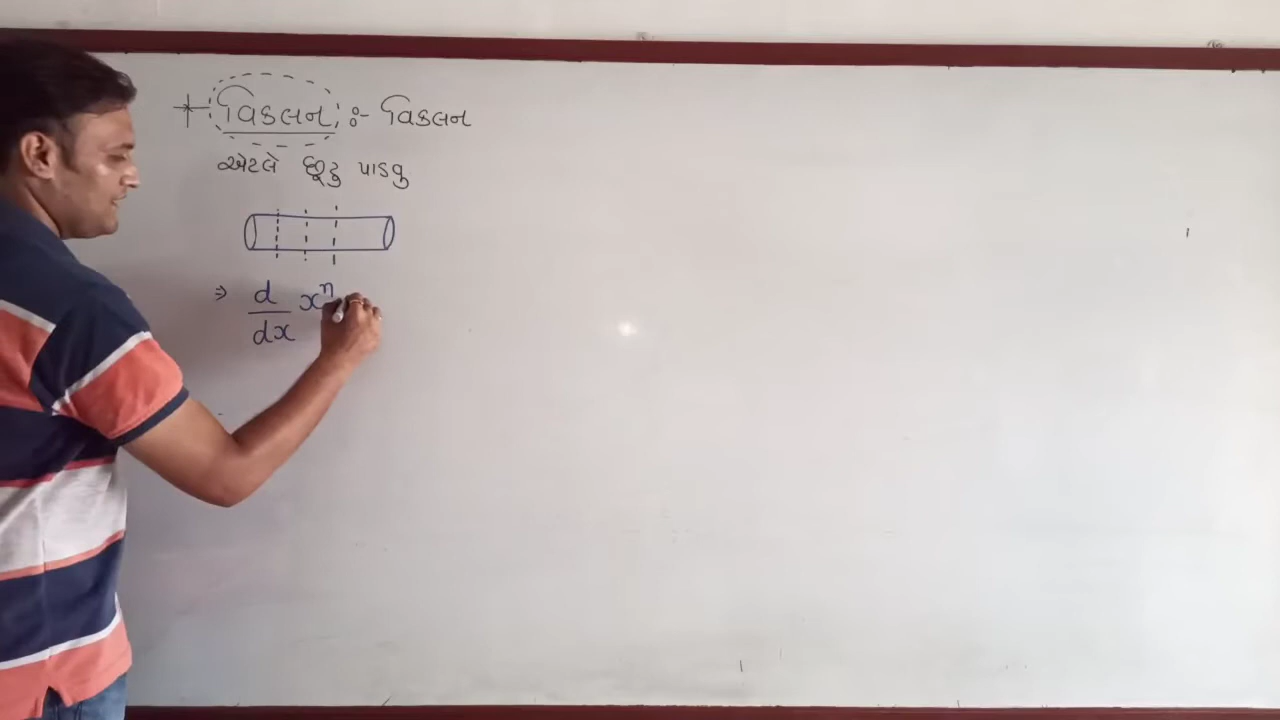 * વિકલન :- વિકલન
એટલે છૂટુ પાડવુ
⇒ d/dx xⁿ